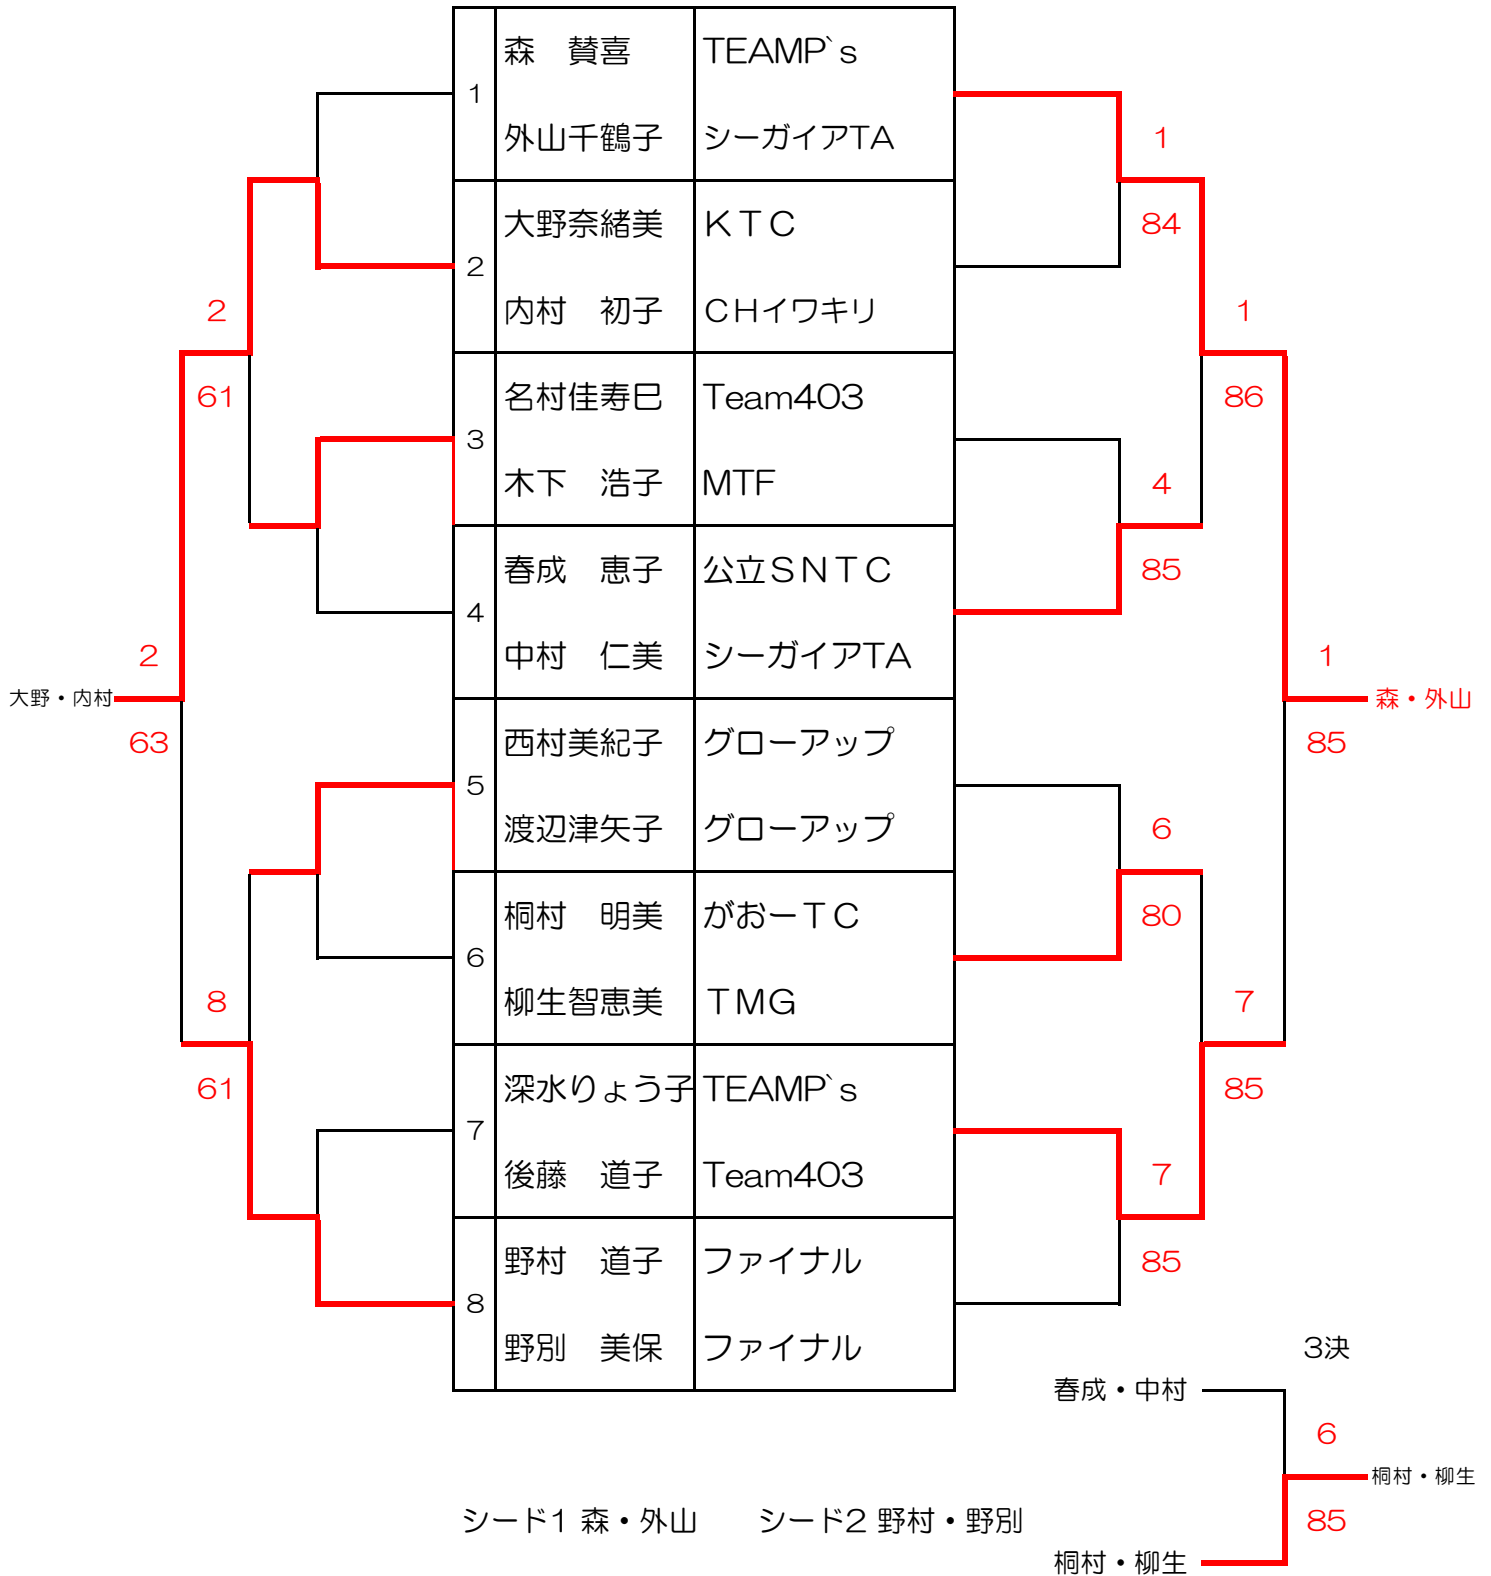 森　賛喜 TEAMP`s
1 1
外山千鶴子 シーガイアTA
大野奈緒美 ＫＴＣ 84
2
2 内村　初子 ＣＨイワキリ 1
61 名村佳寿巳 Team403 86
3
木下　浩子 MTF 4
春成　恵子 公立ＳＮＴＣ 85
4
2 中村　仁美 シーガイアTA 1
大野・内村 森・外山
63 西村美紀子 グローアップ 85
5
渡辺津矢子 グローアップ 6
桐村　明美 がおーＴＣ 80
6
8 柳生智恵美 ＴＭＧ 7
61 深水りょう子 TEAMP`s 85
7
後藤　道子 Team403 7
野村　道子 ファイナル 85
8
野別　美保 ファイナル 3決
春成・中村
6
桐村・柳生
シード1 森・外山　　シード2 野村・野別 85
桐村・柳生